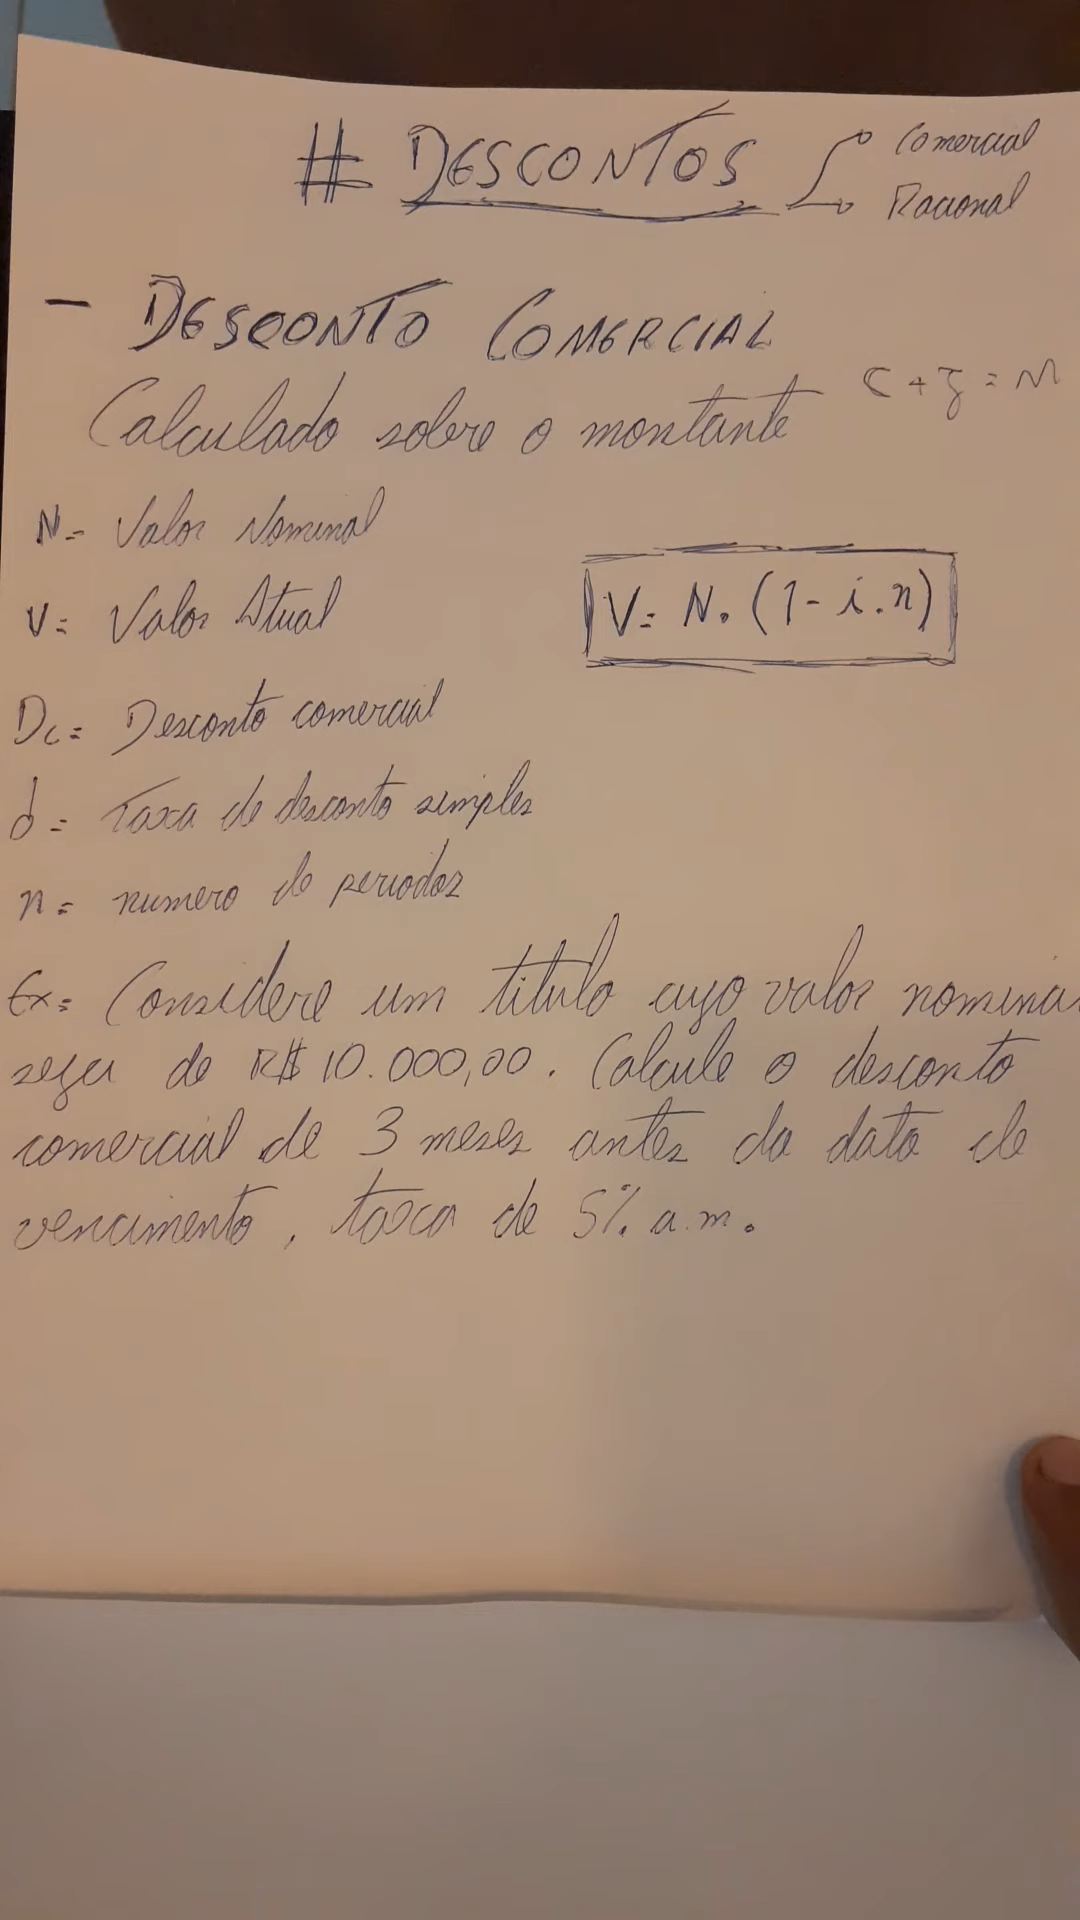 # DESCONTOS
Comercial
Racional
- DESCONTO COMERCIAL
C + J = M
Calculado sobre o montante
N = Valor Nominal
V = Valor Atual
V = N. (1 - i . n)
Dc = Desconto comercial
d = Taxa de desconto simples
n = numero de periodos
Ex= Considere um titulo cujo valor nomina
seja de R$ 10.000,00. Calcule o desconto
comercial de 3 meses antes da data de
vencimento, taxa de 5% a.m.